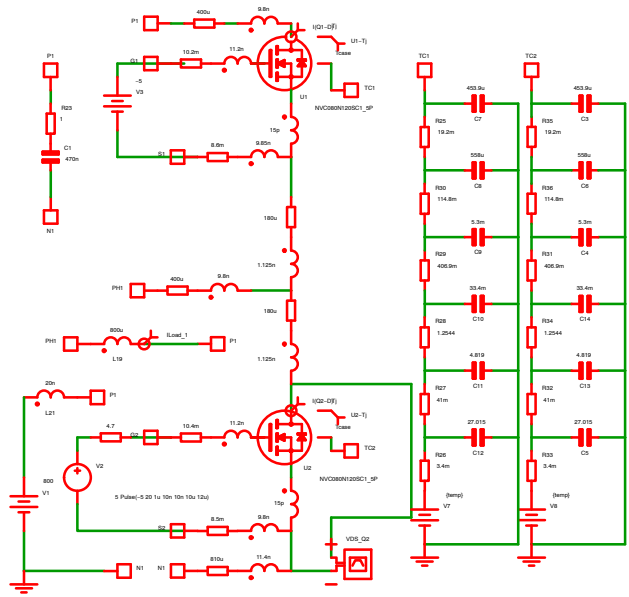 400u
9.8n
P1
I(Q1-D)
Tj
U1-Tj
Tcase
G1
10.2m
11.2n
-5
V3
TC1
U1
NVC080N120SC1_5P
15p
S1
8.6m
9.85n
P1
R23
1
C1
470n
N1
180u
1.125n
PH1
400u
9.8n
180u
PH1
800u
L19
ILoad_1
P1
1.125n
20n
L21
P1
I(Q2-D)
Tj
U2-Tj
Tcase
4.7
G2
10.4m
11.2n
TC2
U2
NVC080N120SC1_5P
800
V1
V2
5 Pulse(-5 20 1u 10n 10n 10u 12u)
15p
S2
8.5m
9.8n
VDS_Q2
N1
N1
810u
11.4n
TC1
TC2
453.9u
C7
453.9u
C3
R25
19.2m
R35
19.2m
558u
C8
558u
C6
R30
114.8m
R36
114.8m
5.3m
C9
5.3m
C4
R29
406.9m
R31
406.9m
33.4m
C10
33.4m
C14
R28
1.2544
R34
1.2544
4.819
C11
4.819
C13
R27
41m
R32
41m
27.015
C12
27.015
C5
R26
3.4m
R33
3.4m
{temp}
V7
{temp}
V8